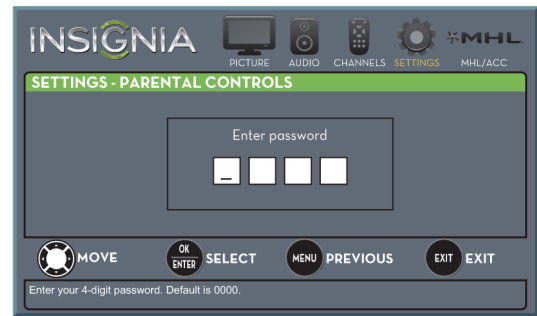 INSIGNIA
PICTURE AUDIO CHANNELS SETTINGS MHL MHL/ACC
SETTINGS - PARENTAL CONTROLS
Enter password
_
MOVE OK ENTER SELECT MENU PREVIOUS EXIT EXIT
Enter your 4-digit password. Default is 0000.